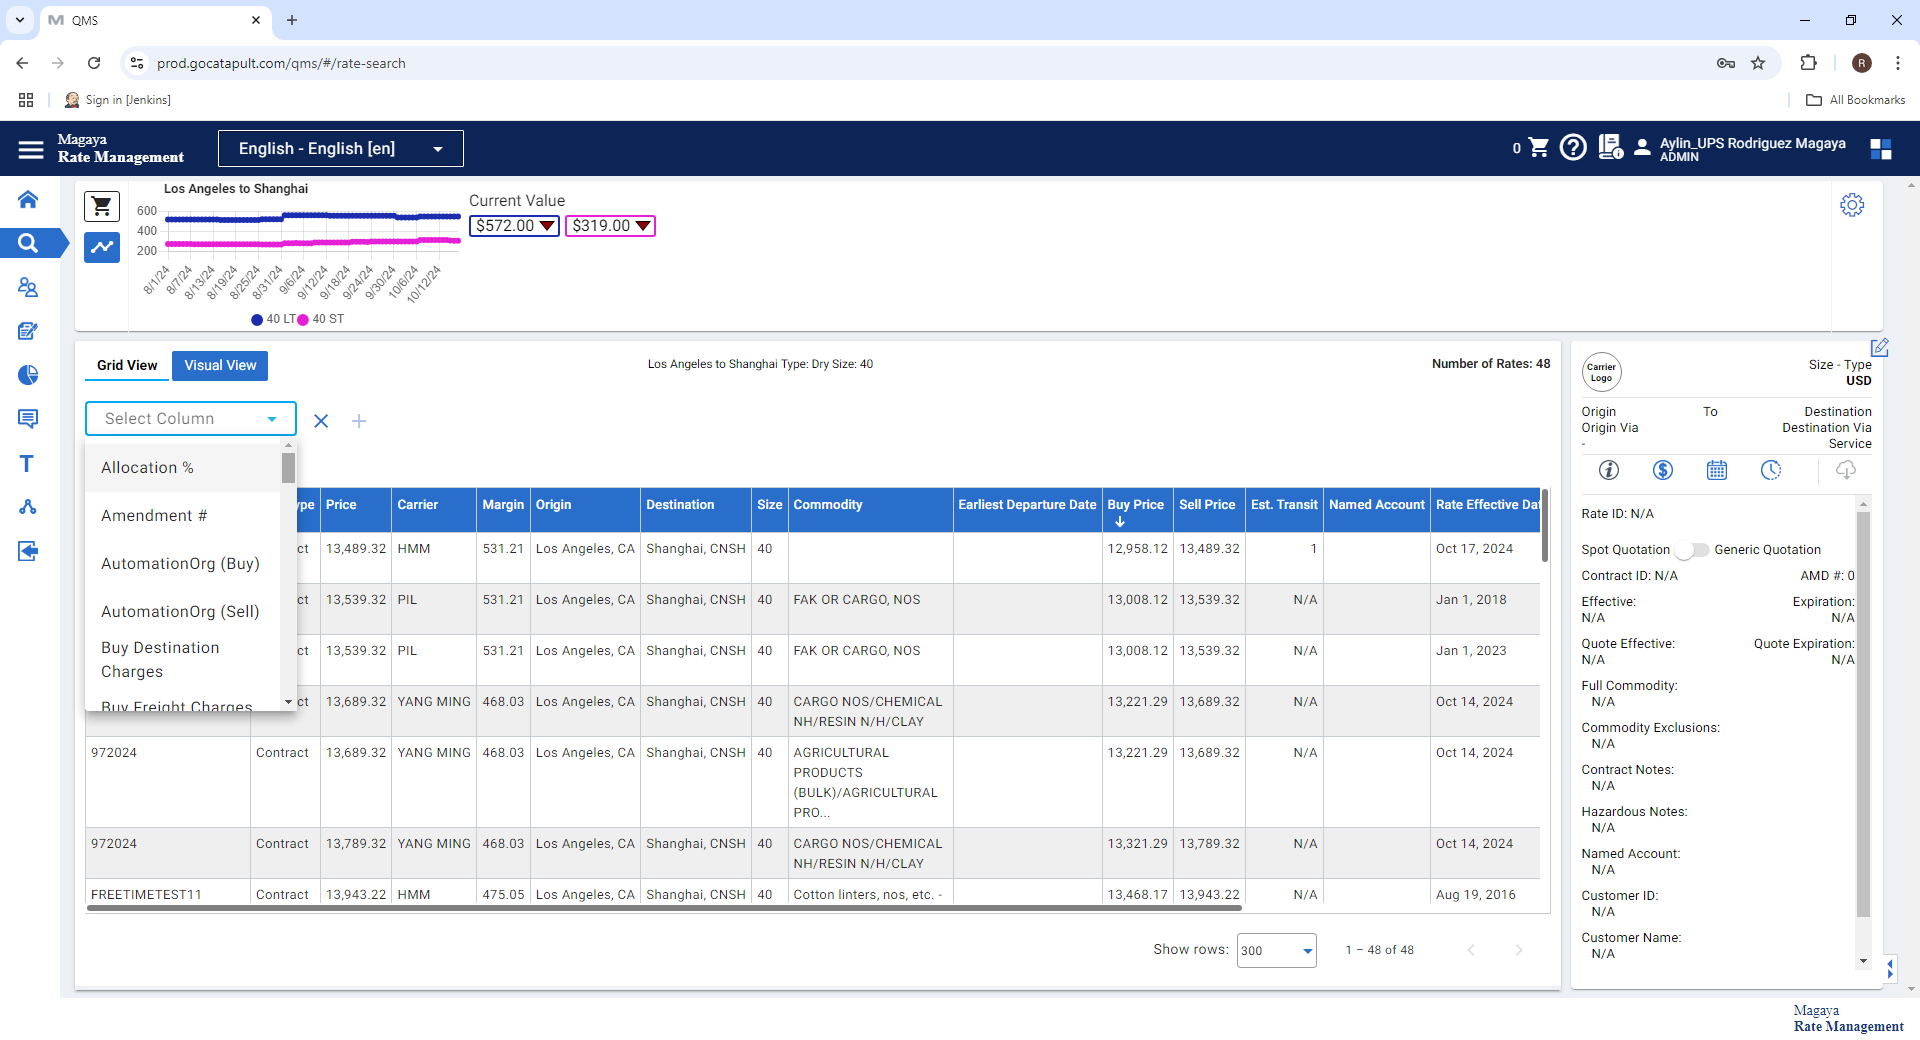 QMS
prod.gocatapult.com/qms/#/rate-search
R
Sign in [Jenkins]
All Bookmarks
Magaya
Rate Management
English - English [en]
0
Aylin_UPS Rodriguez Magaya
ADMIN
Los Angeles to Shanghai
600
400
200
8/1/24
8/7/24
8/13/24
8/19/24
8/25/24
8/31/24
9/6/24
9/12/24
9/18/24
9/24/24
9/30/24
10/6/24
10/12/24
40 LT
40 ST
Current Value
$572.00
$319.00
Grid View
Visual View
Los Angeles to Shanghai Type: Dry Size: 40
Number of Rates: 48
Select Column
Allocation %
Amendment #
AutomationOrg (Buy)
AutomationOrg (Sell)
Buy Destination
Charges
Buy Freight Charges
ype Price Carrier Margin Origin Destination Size Commodity Earliest Departure Date Buy Price Sell Price Est. Transit Named Account Rate Effective Dat
ct 13,489.32 HMM 531.21 Los Angeles, CA Shanghai, CNSH 40 12,958.12 13,489.32 1 Oct 17, 2024
ct 13,539.32 PIL 531.21 Los Angeles, CA Shanghai, CNSH 40 FAK OR CARGO, NOS 13,008.12 13,539.32 N/A Jan 1, 2018
ct 13,539.32 PIL 531.21 Los Angeles, CA Shanghai, CNSH 40 FAK OR CARGO, NOS 13,008.12 13,539.32 N/A Jan 1, 2023
ct 13,689.32 YANG MING 468.03 Los Angeles, CA Shanghai, CNSH 40 CARGO NOS/CHEMICAL 13,221.29 13,689.32 N/A Oct 14, 2024
NH/RESIN N/H/CLAY
972024 Contract 13,689.32 YANG MING 468.03 Los Angeles, CA Shanghai, CNSH 40 AGRICULTURAL 13,221.29 13,689.32 N/A Oct 14, 2024
PRODUCTS
(BULK)/AGRICULTURAL
PRO...
972024 Contract 13,789.32 YANG MING 468.03 Los Angeles, CA Shanghai, CNSH 40 CARGO NOS/CHEMICAL 13,321.29 13,789.32 N/A Oct 14, 2024
NH/RESIN N/H/CLAY
FREETIMETEST11 Contract 13,943.22 HMM 475.05 Los Angeles, CA Shanghai, CNSH 40 Cotton linters, nos, etc. - 13,468.17 13,943.22 N/A Aug 19, 2016
Show rows: 300 1 – 48 of 48
Carrier
Logo
Size - Type
USD
Origin To Destination
Origin Via Destination Via
- Service
Rate ID: N/A
Spot Quotation Generic Quotation
Contract ID: N/A AMD #: 0
Effective: Expiration:
N/A N/A
Quote Effective: Quote Expiration:
N/A N/A
Full Commodity:
N/A
Commodity Exclusions:
N/A
Contract Notes:
N/A
Hazardous Notes:
N/A
Named Account:
N/A
Customer ID:
N/A
Customer Name:
N/A
Magaya
Rate Management